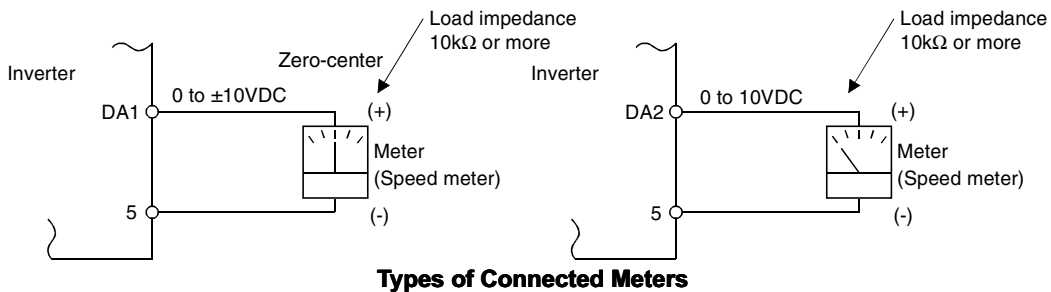 Load impedance
10kΩ or more
Zero-center
Inverter
0 to ±10VDC
DA1
(+)
Meter
(Speed meter)
5
(-)
Load impedance
10kΩ or more
Inverter
0 to 10VDC
DA2
(+)
Meter
(Speed meter)
5
(-)
Types of Connected Meters